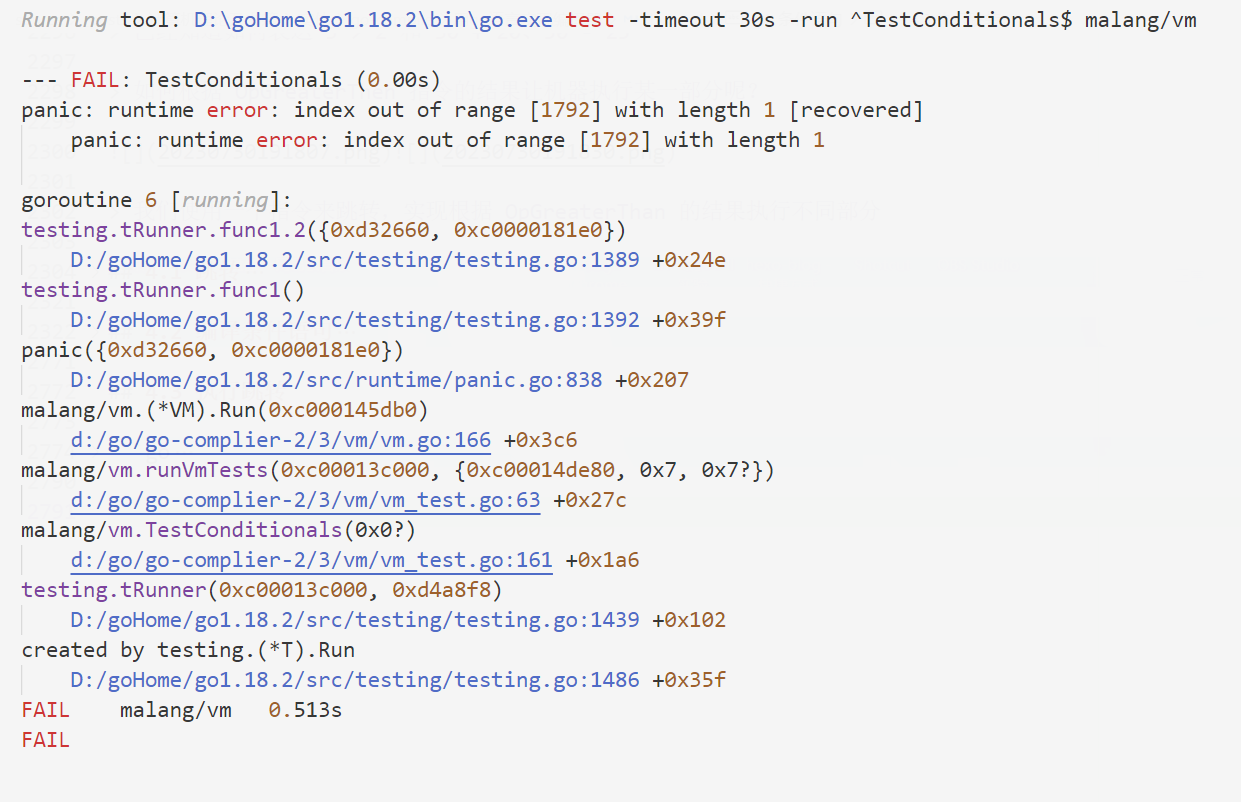 Running tool: D:\goHome\go1.18.2\bin\go.exe test -timeout 30s -run ^TestConditionals$ malang/vm
--- FAIL: TestConditionals (0.00s)
panic: runtime error: index out of range [1792] with length 1 [recovered]
panic: runtime error: index out of range [1792] with length 1
goroutine 6 [running]:
testing.tRunner.func1.2({0xd32660, 0xc0000181e0})
D:/goHome/go1.18.2/src/testing/testing.go:1389 +0x24e
testing.tRunner.func1()
D:/goHome/go1.18.2/src/testing/testing.go:1392 +0x39f
panic({0xd32660, 0xc0000181e0})
D:/goHome/go1.18.2/src/runtime/panic.go:838 +0x207
malang/vm.(*VM).Run(0xc000145db0)
d:/go/go-complier-2/3/vm/vm.go:166 +0x3c6
malang/vm.runVmTests(0xc00013c000, {0xc00014de80, 0x7, 0x7?})
d:/go/go-complier-2/3/vm/vm_test.go:63 +0x27c
malang/vm.TestConditionals(0x0?)
d:/go/go-complier-2/3/vm/vm_test.go:161 +0x1a6
testing.tRunner(0xc00013c000, 0xd4a8f8)
D:/goHome/go1.18.2/src/testing/testing.go:1439 +0x102
created by testing.(*T).Run
D:/goHome/go1.18.2/src/testing/testing.go:1486 +0x35f
FAIL malang/vm 0.513s
FAIL